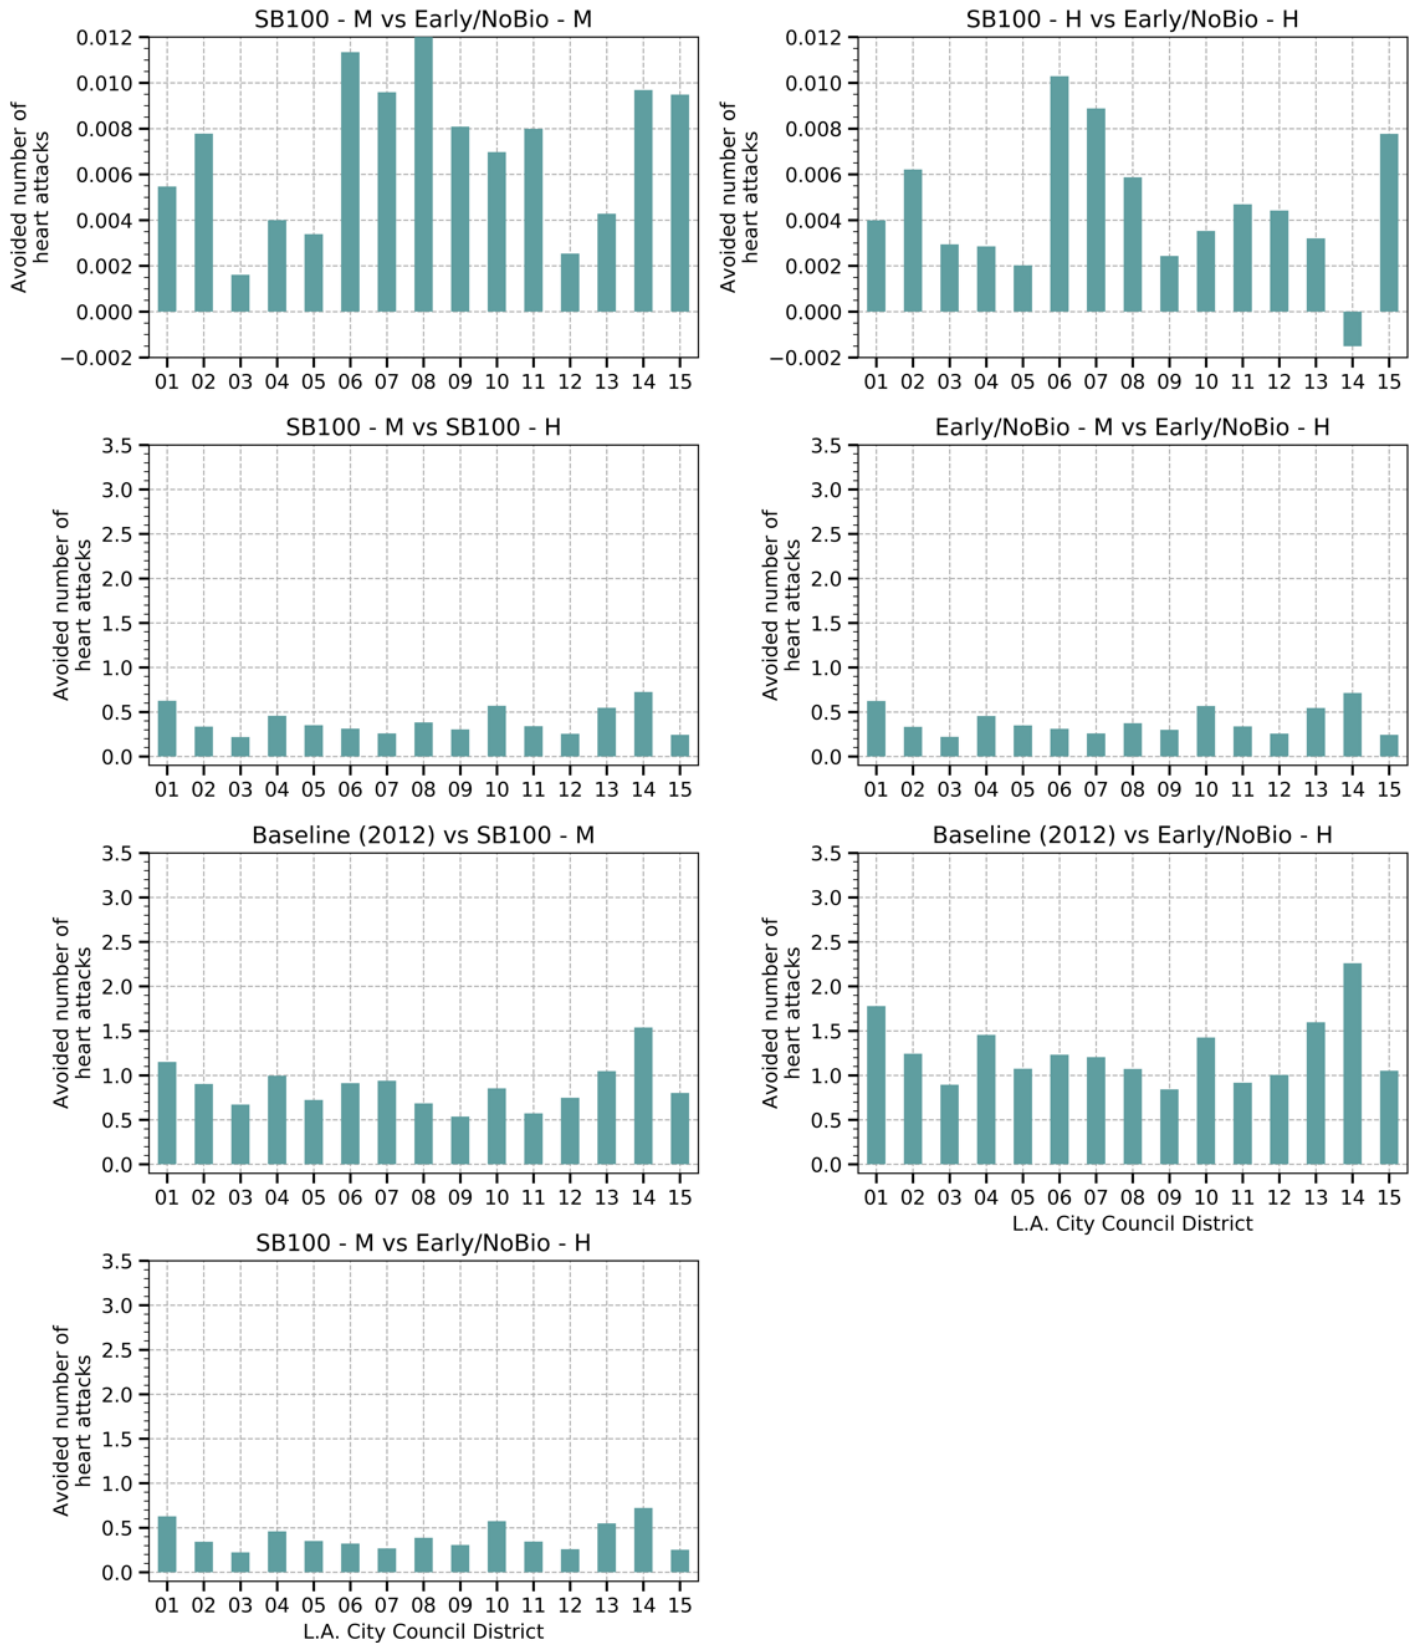 SB100 - M vs Early/NoBio - M
Avoided number of
heart attacks
0.012
0.010
0.008
0.006
0.004
0.002
0.000
−0.002
01 02 03 04 05 06 07 08 09 10 11 12 13 14 15
SB100 - H vs Early/NoBio - H
Avoided number of
heart attacks
0.012
0.010
0.008
0.006
0.004
0.002
0.000
−0.002
01 02 03 04 05 06 07 08 09 10 11 12 13 14 15
SB100 - M vs SB100 - H
Avoided number of
heart attacks
3.5
3.0
2.5
2.0
1.5
1.0
0.5
0.0
01 02 03 04 05 06 07 08 09 10 11 12 13 14 15
Early/NoBio - M vs Early/NoBio - H
Avoided number of
heart attacks
3.5
3.0
2.5
2.0
1.5
1.0
0.5
0.0
01 02 03 04 05 06 07 08 09 10 11 12 13 14 15
Baseline (2012) vs SB100 - M
Avoided number of
heart attacks
3.5
3.0
2.5
2.0
1.5
1.0
0.5
0.0
01 02 03 04 05 06 07 08 09 10 11 12 13 14 15
Baseline (2012) vs Early/NoBio - H
Avoided number of
heart attacks
3.5
3.0
2.5
2.0
1.5
1.0
0.5
0.0
01 02 03 04 05 06 07 08 09 10 11 12 13 14 15
L.A. City Council District
SB100 - M vs Early/NoBio - H
Avoided number of
heart attacks
3.5
3.0
2.5
2.0
1.5
1.0
0.5
0.0
01 02 03 04 05 06 07 08 09 10 11 12 13 14 15
L.A. City Council District